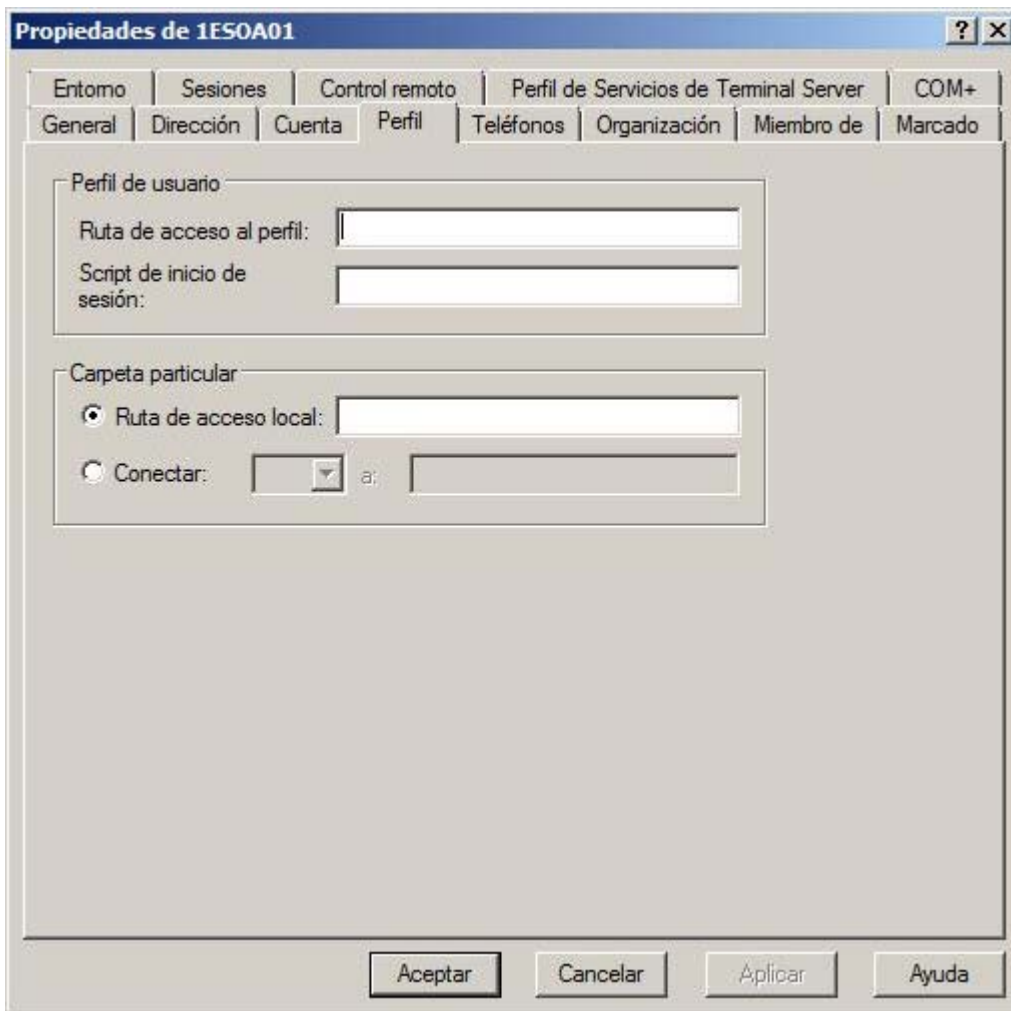 Propiedades de 1ESOA01
Entorno Sesiones Control remoto Perfil de Servicios de Terminal Server COM+
General Dirección Cuenta Perfil Teléfonos Organización Miembro de Marcado
Perfil de usuario
Ruta de acceso al perfil:
Script de inicio de
sesión:
Carpeta particular
Ruta de acceso local:
Conectar: a:
Aceptar Cancelar Aplicar Ayuda